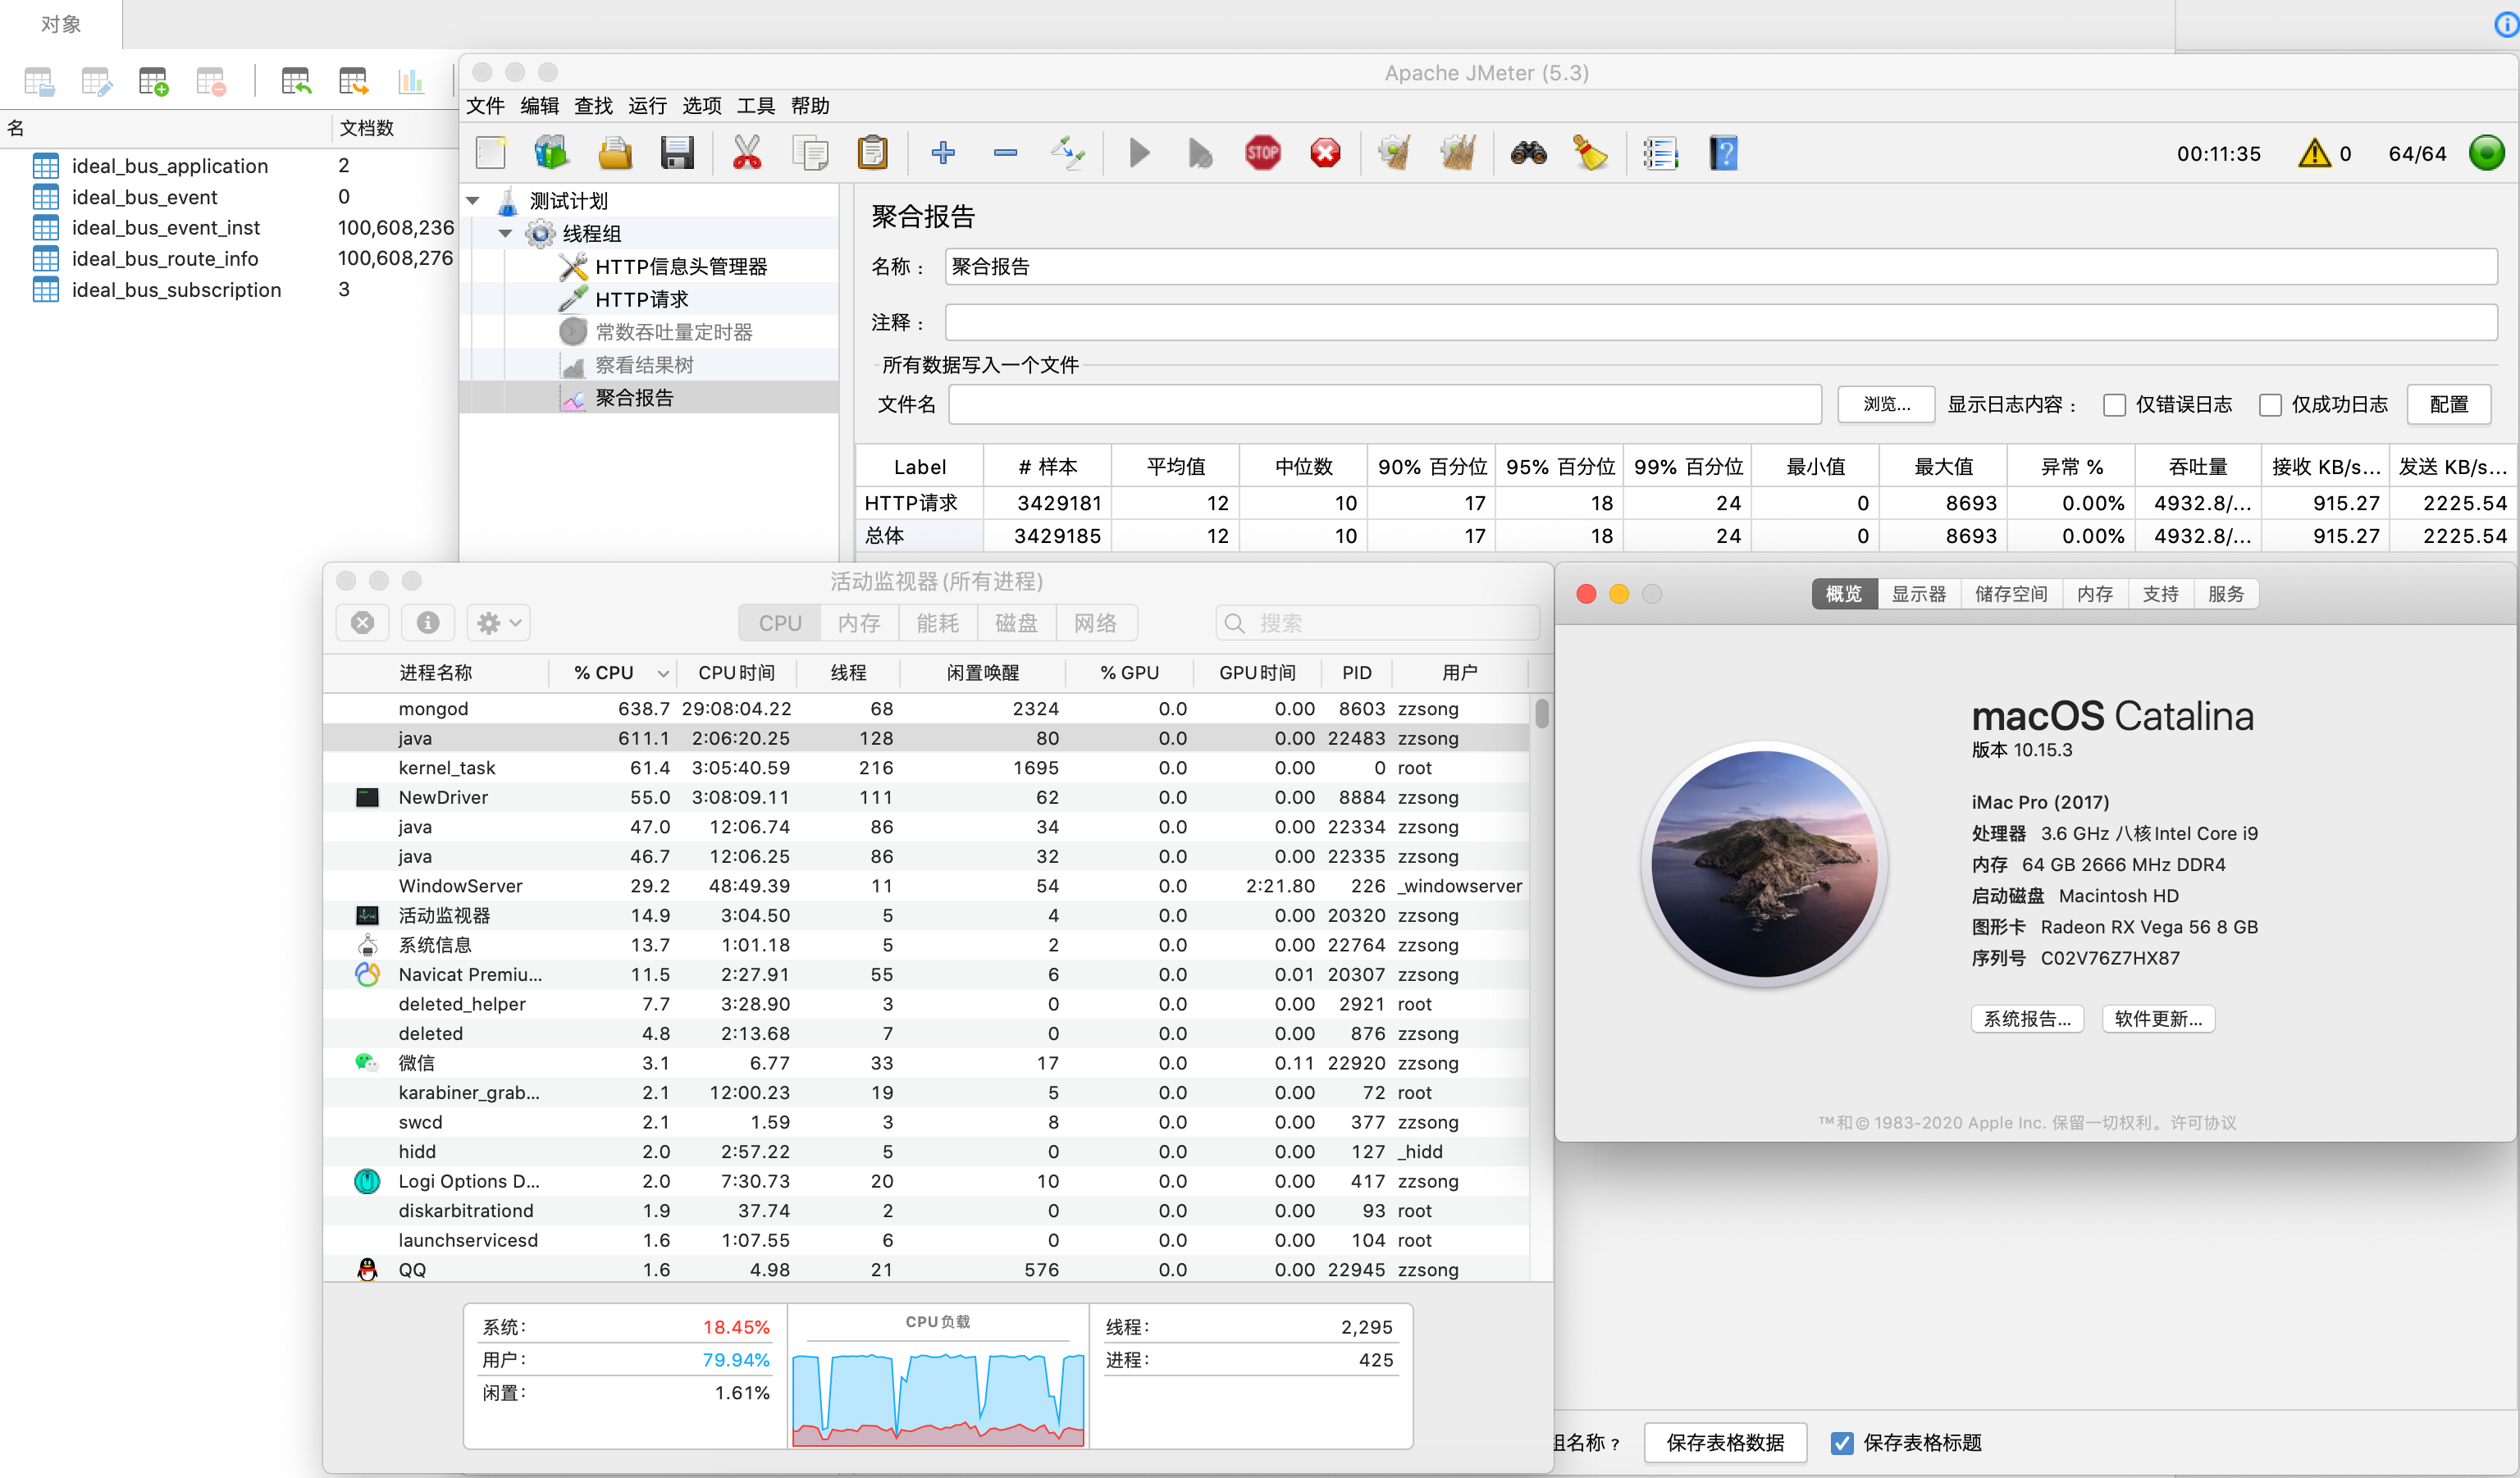 对象
名 文档数
ideal_bus_application 2
ideal_bus_event 0
ideal_bus_event_inst 100,608,236
ideal_bus_route_info 100,608,276
ideal_bus_subscription 3
Apache JMeter (5.3)
文件 编辑 查找 运行 选项 工具 帮助
STOP
00:11:35 0 64/64
测试计划
线程组
HTTP信息头管理器
HTTP请求
常数吞吐量定时器
察看结果树
聚合报告
聚合报告
名称： 聚合报告
注释：
所有数据写入一个文件
文件名 浏览... 显示日志内容： 仅错误日志 仅成功日志 配置
Label # 样本 平均值 中位数 90% 百分位 95% 百分位 99% 百分位 最小值 最大值 异常 % 吞吐量 接收 KB/s... 发送 KB/s...
HTTP请求 3429181 12 10 17 18 24 0 8693 0.00% 4932.8/... 915.27 2225.54
总体 3429185 12 10 17 18 24 0 8693 0.00% 4932.8/... 915.27 2225.54
活动监视器 (所有进程)
CPU 内存 能耗 磁盘 网络 搜索
进程名称 % CPU CPU时间 线程 闲置唤醒 % GPU GPU时间 PID 用户
mongod 638.7 29:08:04.22 68 2324 0.0 0.00 8603 zzsong
java 611.1 2:06:20.25 128 80 0.0 0.00 22483 zzsong
kernel_task 61.4 3:05:40.59 216 1695 0.0 0.00 0 root
NewDriver 55.0 3:08:09.11 111 62 0.0 0.00 8884 zzsong
java 47.0 12:06.74 86 34 0.0 0.00 22334 zzsong
java 46.7 12:06.25 86 32 0.0 0.00 22335 zzsong
WindowServer 29.2 48:49.39 11 54 0.0 2:21.80 226 _windowserver
活动监视器 14.9 3:04.50 5 4 0.0 0.00 20320 zzsong
系统信息 13.7 1:01.18 5 2 0.0 0.00 22764 zzsong
Navicat Premiu... 11.5 2:27.91 55 6 0.0 0.01 20307 zzsong
deleted_helper 7.7 3:28.90 3 0 0.0 0.00 2921 root
deleted 4.8 2:13.68 7 0 0.0 0.00 876 zzsong
微信 3.1 6.77 33 17 0.0 0.11 22920 zzsong
karabiner_grab... 2.1 12:00.23 19 5 0.0 0.00 72 root
swcd 2.1 1.59 3 8 0.0 0.00 377 zzsong
hidd 2.0 2:57.22 5 0 0.0 0.00 127 _hidd
Logi Options D... 2.0 7:30.73 20 10 0.0 0.00 417 zzsong
diskarbitrationd 1.9 37.74 2 0 0.0 0.00 93 root
launchservicesd 1.6 1:07.55 6 0 0.0 0.00 104 root
QQ 1.6 4.98 21 576 0.0 0.00 22945 zzsong
系统： 18.45%
用户： 79.94%
闲置： 1.61%
CPU负载
线程： 2,295
进程： 425
概览 显示器 储存空间 内存 支持 服务
macOS Catalina
版本 10.15.3
iMac Pro (2017)
处理器 3.6 GHz 八核Intel Core i9
内存 64 GB 2666 MHz DDR4
启动磁盘 Macintosh HD
图形卡 Radeon RX Vega 56 8 GB
序列号 C02V76Z7HX87
系统报告... 软件更新...
™和© 1983-2020 Apple Inc. 保留一切权利。许可协议
组名称？ 保存表格数据 保存表格标题